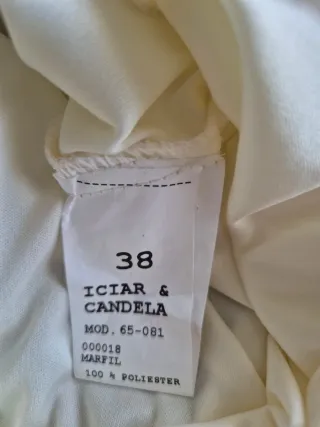 38
ICIAR &
CANDELA
MOD. 65-081
000018
MARFIL
100 % POLIESTER